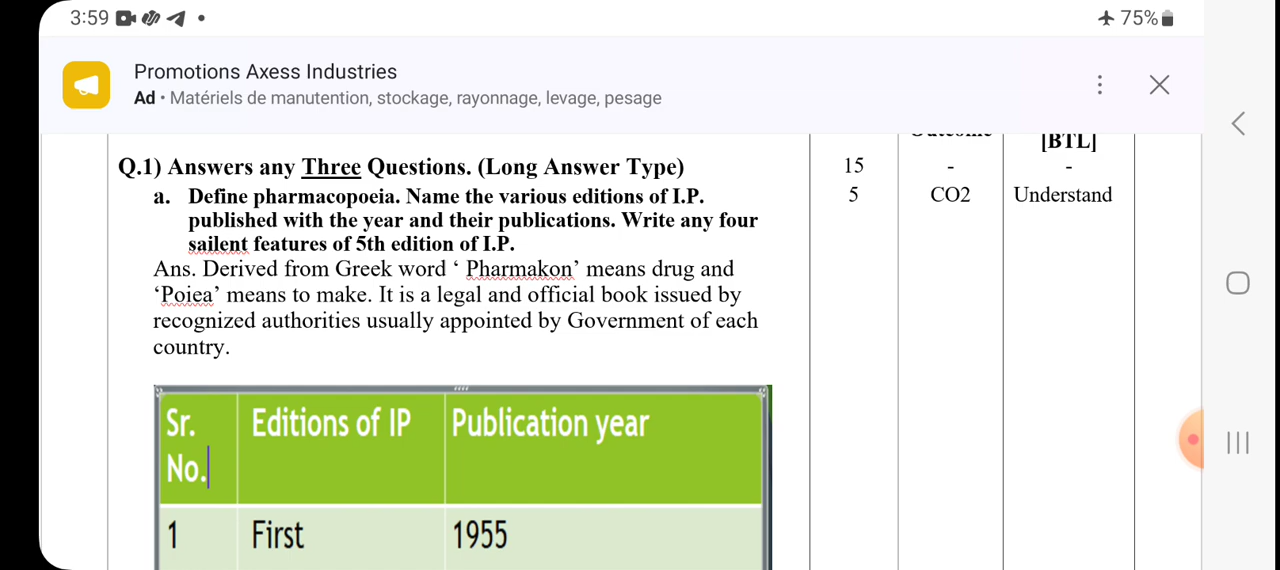 3:59
75%
Promotions Axess Industries
Ad • Matériels de manutention, stockage, rayonnage, levage, pesage
Outcome [BTL]
Q.1) Answers any Three Questions. (Long Answer Type) 15 - -
a. Define pharmacopoeia. Name the various editions of I.P. 5 CO2 Understand
published with the year and their publications. Write any four
sailent features of 5th edition of I.P.
Ans. Derived from Greek word ‘ Pharmakon’ means drug and
‘Poiea’ means to make. It is a legal and official book issued by
recognized authorities usually appointed by Government of each
country.
Sr. Editions of IP Publication year
No.
1 First 1955